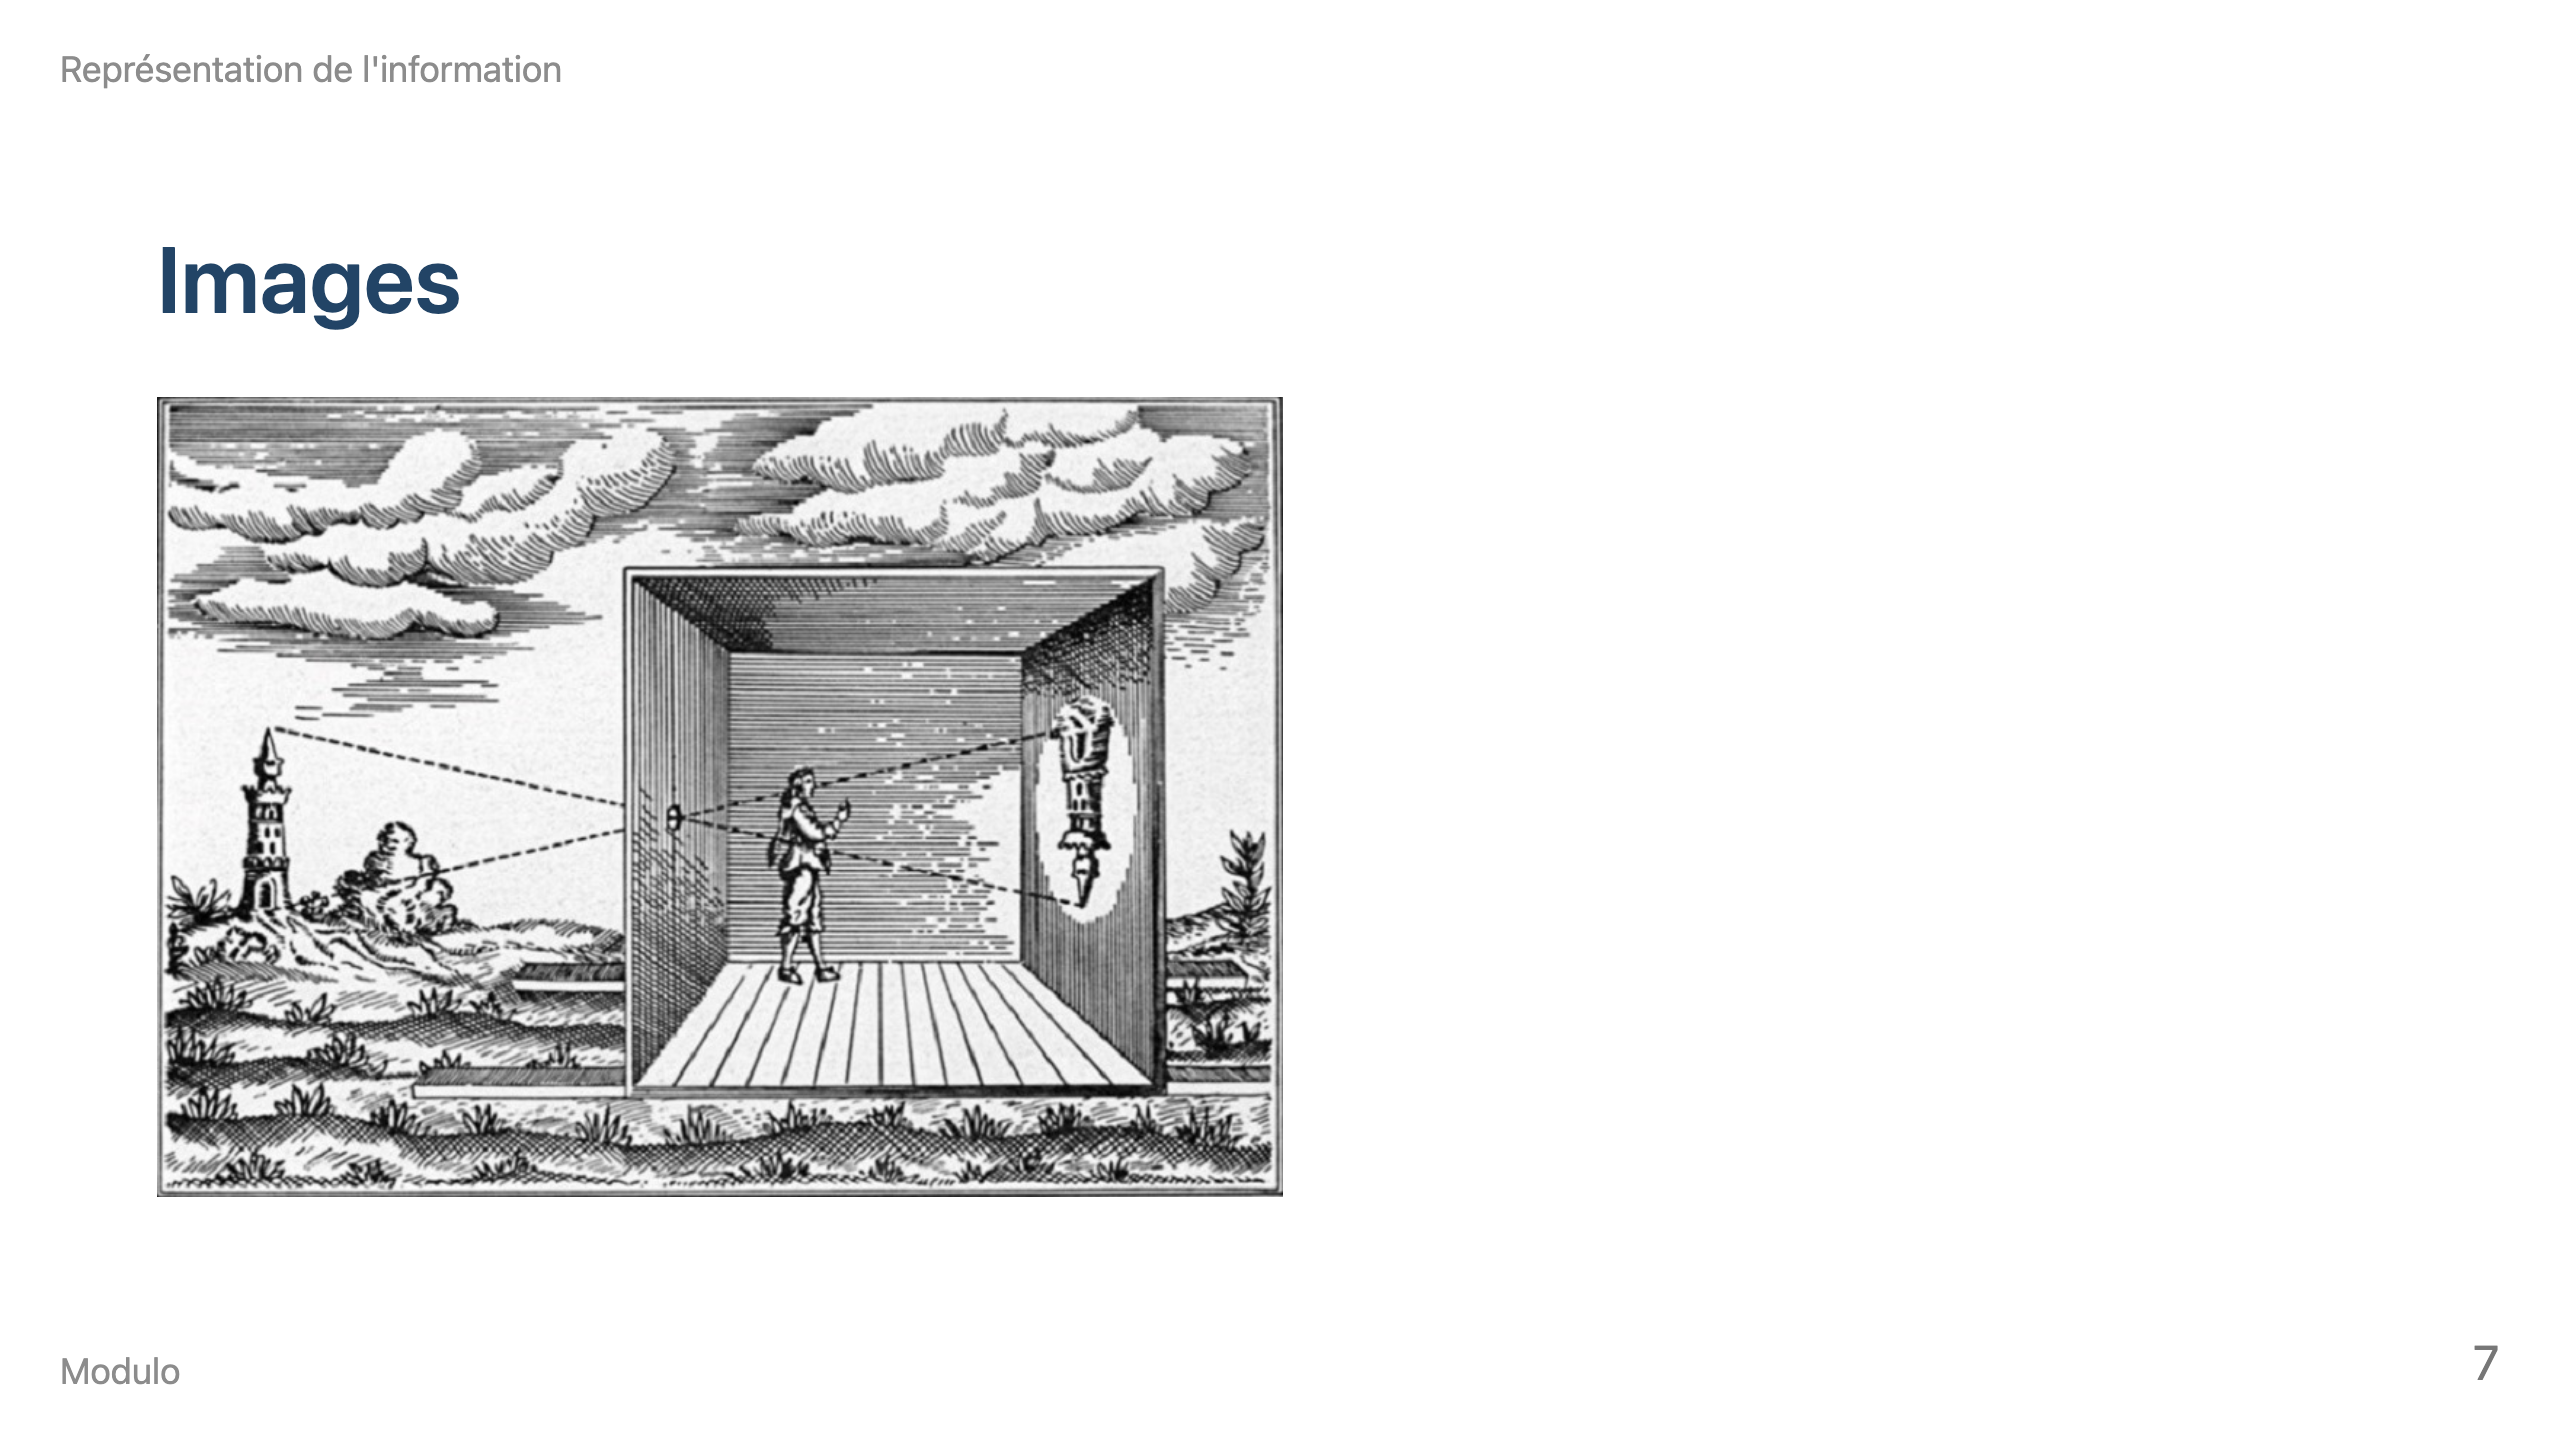 Représentation de l'information
Images
Modulo
7